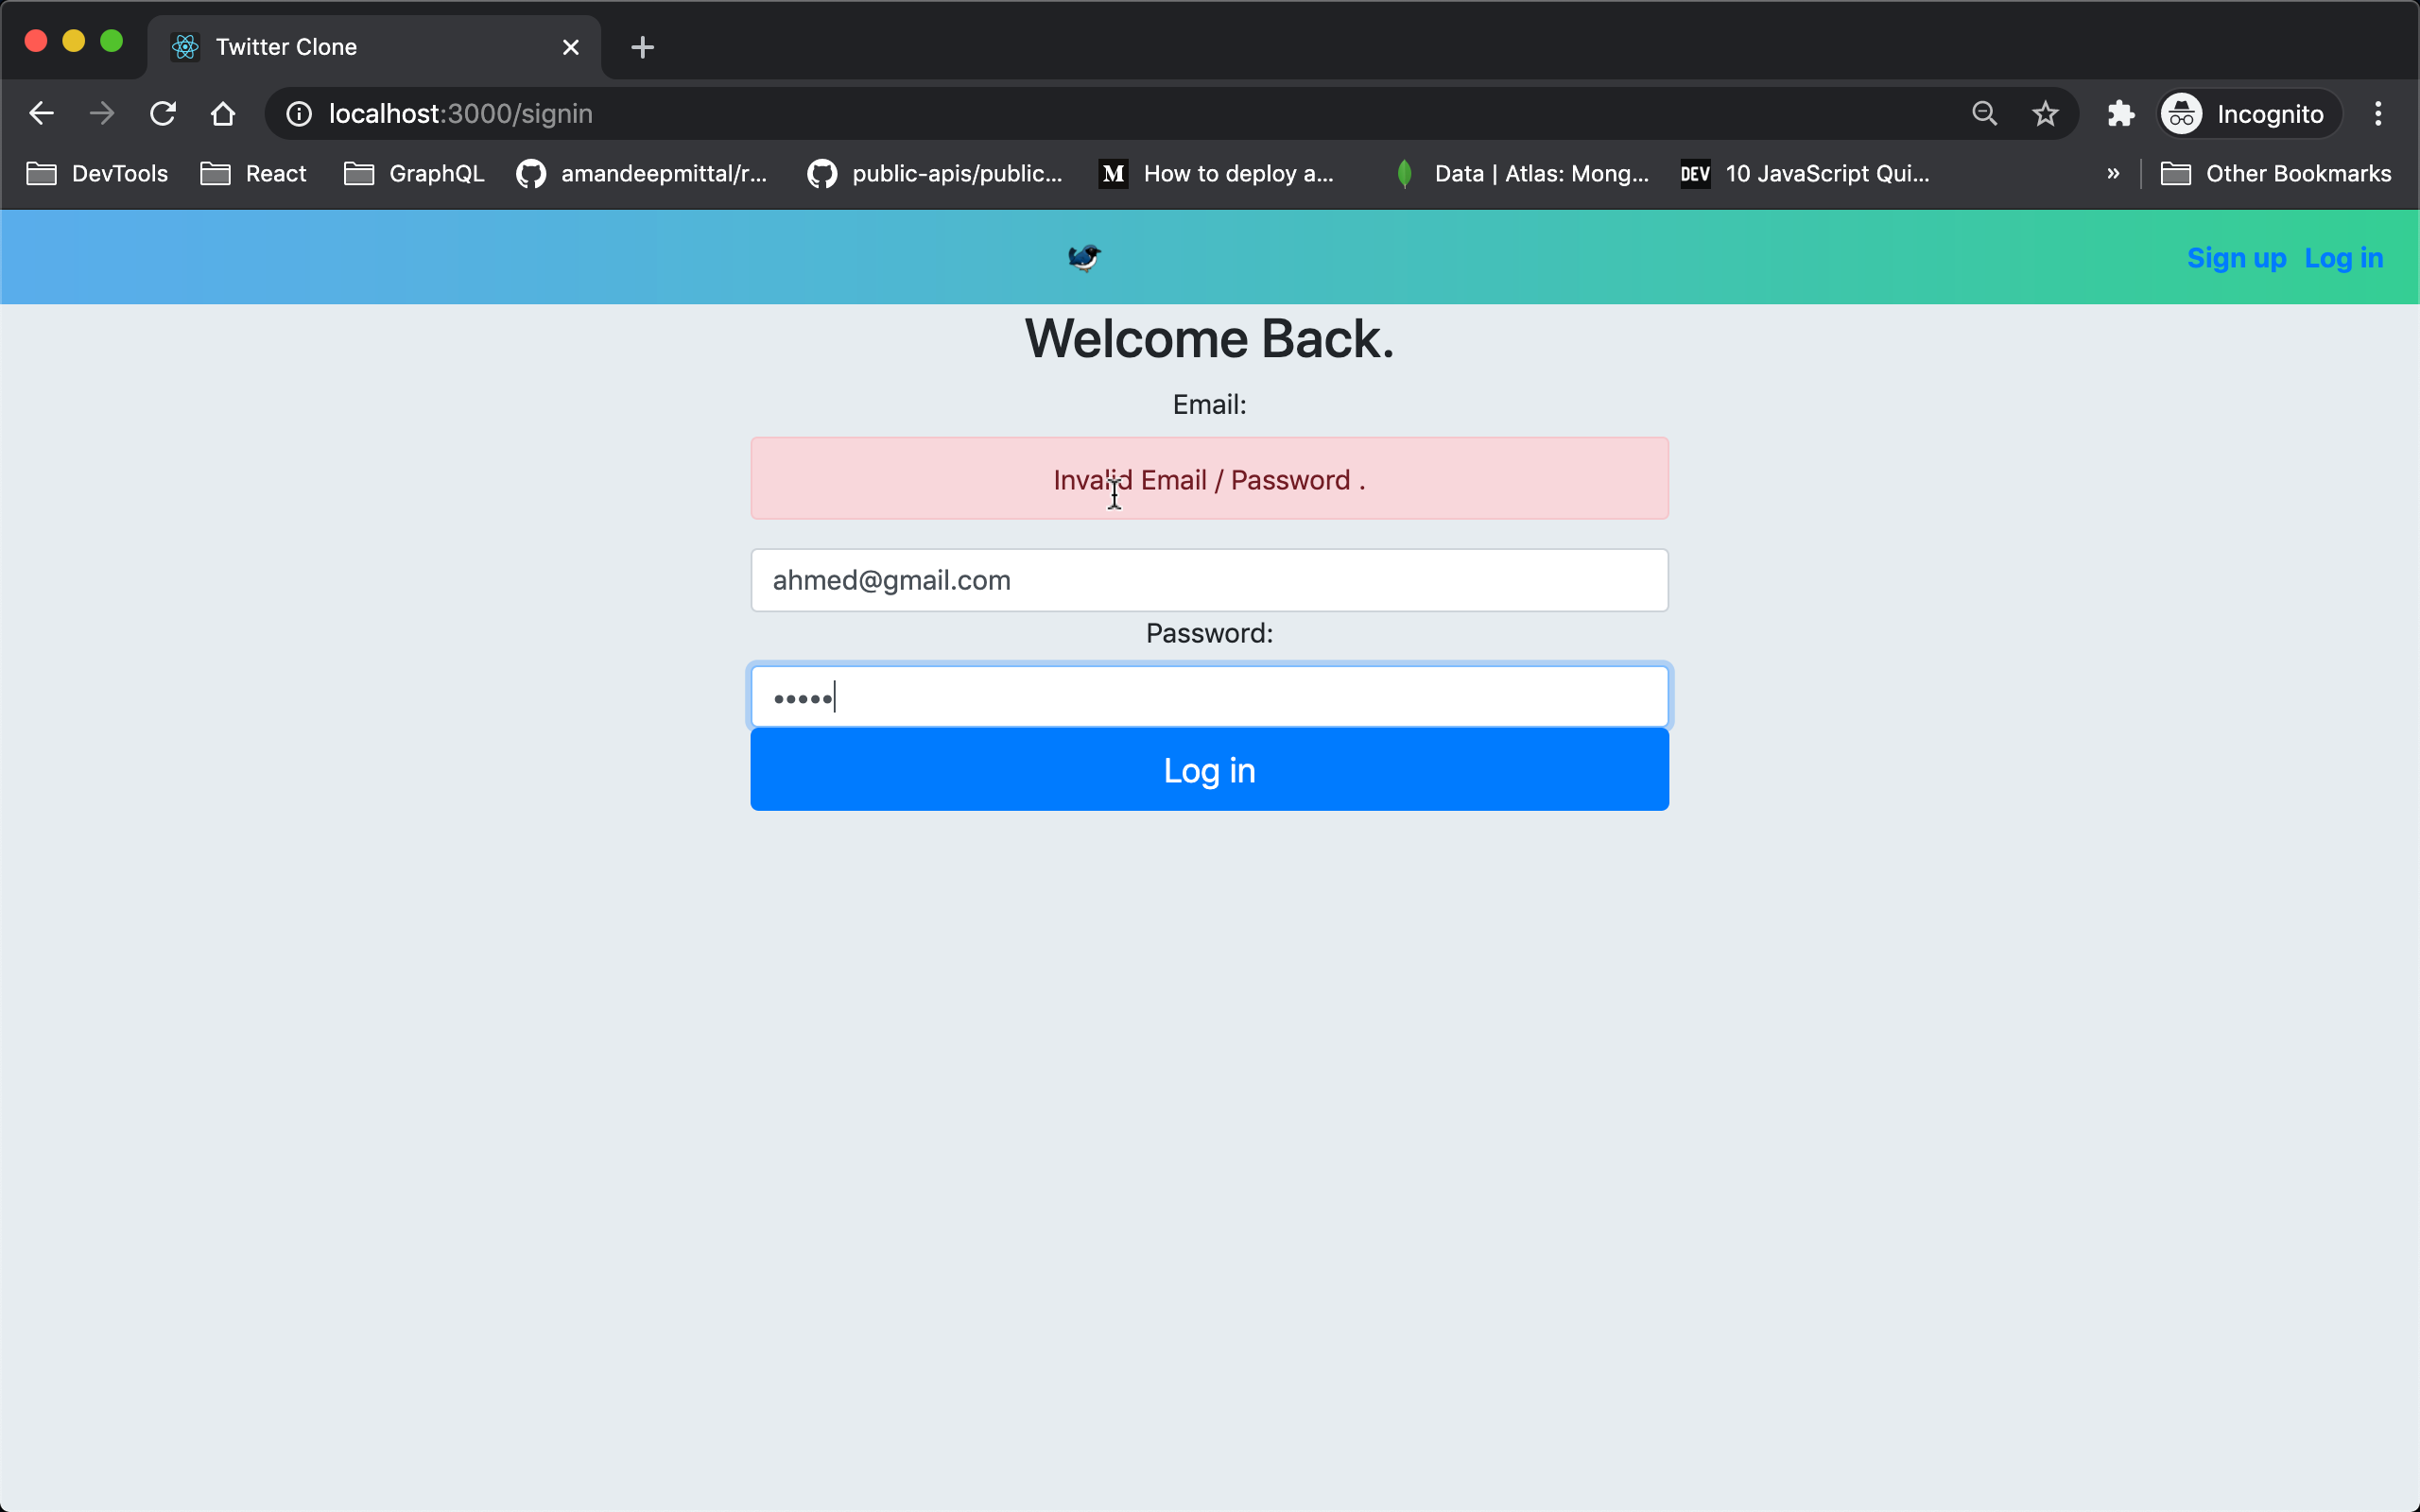 Twitter Clone
localhost:3000/signin
Incognito
DevTools React GraphQL amandeepmittal/r... public-apis/public... M How to deploy a... Data | Atlas: Mong... DEV 10 JavaScript Qui... » Other Bookmarks
Sign up Log in
Welcome Back.
Email:
Invalid Email / Password .
ahmed@gmail.com
Password:
•••••
Log in